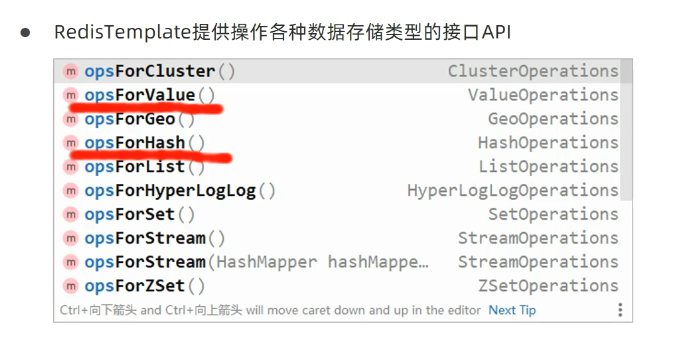 RedisTemplate提供操作各种数据存储类型的接口API
m opsForCluster() ClusterOperations
m opsForValue() ValueOperations
m opsForGeo() GeoOperations
m opsForHash() HashOperations
m opsForList() ListOperations
m opsForHyperLogLog() HyperLogLogOperations
m opsForSet() SetOperations
m opsForStream() StreamOperations
m opsForStream(HashMapper hashMappe… StreamOperations
m opsForZSet() ZSetOperations
Ctrl+向下箭头 and Ctrl+向上箭头 will move caret down and up in the editor Next Tip